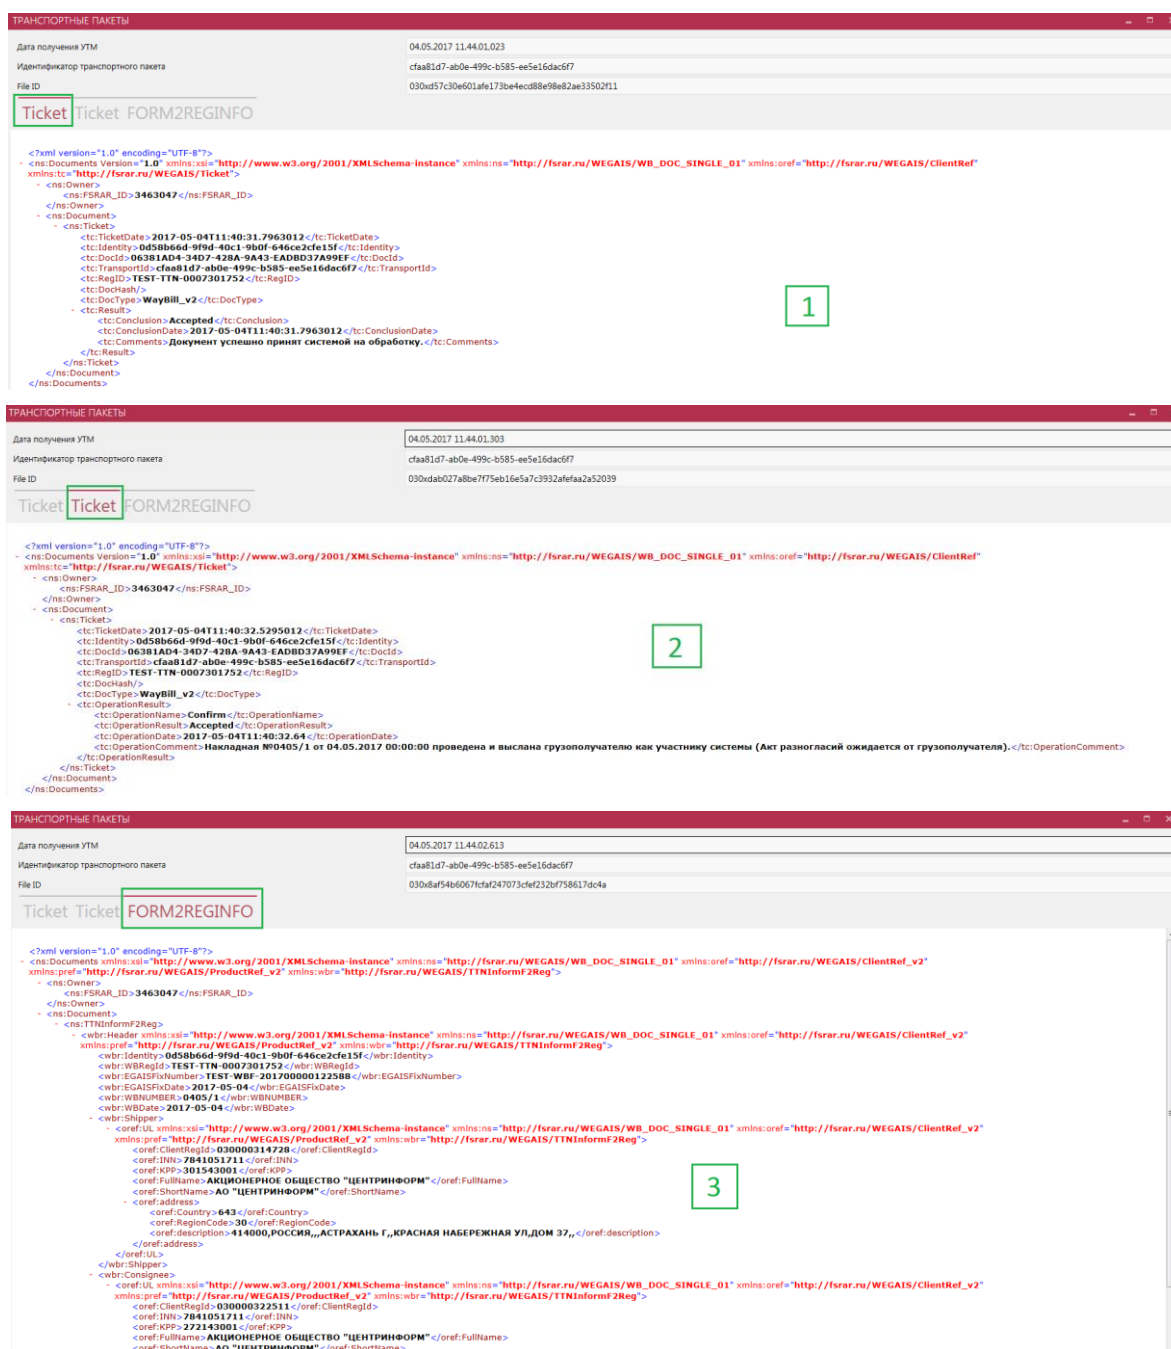 ТРАНСПОРТНЫЕ ПАКЕТЫ
Дата получения УТМ 04.05.2017 11.44.01.023
Идентификатор транспортного пакета cfaa81d7-ab0e-499c-b585-ee5e16dac6f7
File ID 030xd57c30e601afe173be4ecd88e98e82ae33502f11
Ticket Ticket FORM2REGINFO
<?xml version="1.0" encoding="UTF-8"?>
- <ns:Documents Version="1.0" xmlns:xsi="http://www.w3.org/2001/XMLSchema-instance" xmlns:ns="http://fsrar.ru/WEGAIS/WB_DOC_SINGLE_01" xmlns:oref="http://fsrar.ru/WEGAIS/ClientRef"
xmlns:tc="http://fsrar.ru/WEGAIS/Ticket">
- <ns:Owner>
<ns:FSRAR_ID>3463047</ns:FSRAR_ID>
</ns:Owner>
- <ns:Document>
- <ns:Ticket>
<tc:TicketDate>2017-05-04T11:40:31.7963012</tc:TicketDate>
<tc:Identity>0d58b66d-9f9d-40c1-9b0f-646ce2cfe15f</tc:Identity>
<tc:DocId>06381AD4-34D7-428A-9A43-EADBD37A99EF</tc:DocId>
<tc:TransportId>cfaa81d7-ab0e-499c-b585-ee5e16dac6f7</tc:TransportId>
<tc:RegID>TEST-TTN-0007301752</tc:RegID>
<tc:DocHash/>
<tc:DocType>WayBill_v2</tc:DocType>
- <tc:Result>
<tc:Conclusion>Accepted</tc:Conclusion>
<tc:ConclusionDate>2017-05-04T11:40:31.7963012</tc:ConclusionDate>
<tc:Comments>Документ успешно принят системой на обработку.</tc:Comments>
</tc:Result>
</ns:Ticket>
</ns:Document>
</ns:Documents>
1
ТРАНСПОРТНЫЕ ПАКЕТЫ
Дата получения УТМ 04.05.2017 11.44.01.303
Идентификатор транспортного пакета cfaa81d7-ab0e-499c-b585-ee5e16dac6f7
File ID 030xdab027a8be7f75eb16e5a7c3932afefaa2a52039
Ticket Ticket FORM2REGINFO
<?xml version="1.0" encoding="UTF-8"?>
- <ns:Documents Version="1.0" xmlns:xsi="http://www.w3.org/2001/XMLSchema-instance" xmlns:ns="http://fsrar.ru/WEGAIS/WB_DOC_SINGLE_01" xmlns:oref="http://fsrar.ru/WEGAIS/ClientRef"
xmlns:tc="http://fsrar.ru/WEGAIS/Ticket">
- <ns:Owner>
<ns:FSRAR_ID>3463047</ns:FSRAR_ID>
</ns:Owner>
- <ns:Document>
- <ns:Ticket>
<tc:TicketDate>2017-05-04T11:40:32.5295012</tc:TicketDate>
<tc:Identity>0d58b66d-9f9d-40c1-9b0f-646ce2cfe15f</tc:Identity>
<tc:DocId>06381AD4-34D7-428A-9A43-EADBD37A99EF</tc:DocId>
<tc:TransportId>cfaa81d7-ab0e-499c-b585-ee5e16dac6f7</tc:TransportId>
<tc:RegID>TEST-TTN-0007301752</tc:RegID>
<tc:DocHash/>
<tc:DocType>WayBill_v2</tc:DocType>
- <tc:OperationResult>
<tc:OperationName>Confirm</tc:OperationName>
<tc:OperationResult>Accepted</tc:OperationResult>
<tc:OperationDate>2017-05-04T11:40:32.64</tc:OperationDate>
<tc:OperationComment>Накладная №0405/1 от 04.05.2017 00:00:00 проведена и выслана грузополучателю как участнику системы (Акт разногласий ожидается от грузополучателя).</tc:OperationComment>
</tc:OperationResult>
</ns:Ticket>
</ns:Document>
</ns:Documents>
2
ТРАНСПОРТНЫЕ ПАКЕТЫ
Дата получения УТМ 04.05.2017 11.44.02.613
Идентификатор транспортного пакета cfaa81d7-ab0e-499c-b585-ee5e16dac6f7
File ID 030x8af54b6067fcfaf247073cfef232bf758617dc4a
Ticket Ticket FORM2REGINFO
<?xml version="1.0" encoding="UTF-8"?>
- <ns:Documents xmlns:xsi="http://www.w3.org/2001/XMLSchema-instance" xmlns:ns="http://fsrar.ru/WEGAIS/WB_DOC_SINGLE_01" xmlns:oref="http://fsrar.ru/WEGAIS/ClientRef_v2"
xmlns:pref="http://fsrar.ru/WEGAIS/ProductRef_v2" xmlns:wbr="http://fsrar.ru/WEGAIS/TTNInformF2Reg">
- <ns:Owner>
<ns:FSRAR_ID>3463047</ns:FSRAR_ID>
</ns:Owner>
- <ns:Document>
- <ns:TTNInformF2Reg>
- <wbr:Header xmlns:xsi="http://www.w3.org/2001/XMLSchema-instance" xmlns:ns="http://fsrar.ru/WEGAIS/WB_DOC_SINGLE_01" xmlns:oref="http://fsrar.ru/WEGAIS/ClientRef_v2"
xmlns:pref="http://fsrar.ru/WEGAIS/ProductRef_v2" xmlns:wbr="http://fsrar.ru/WEGAIS/TTNInformF2Reg">
<wbr:Identity>0d58b66d-9f9d-40c1-9b0f-646ce2cfe15f</wbr:Identity>
<wbr:WBRegId>TEST-TTN-0007301752</wbr:WBRegId>
<wbr:EGAISFixNumber>TEST-WBF-201700000122588</wbr:EGAISFixNumber>
<wbr:EGAISFixDate>2017-05-04</wbr:EGAISFixDate>
<wbr:WBNUMBER>0405/1</wbr:WBNUMBER>
<wbr:WBDate>2017-05-04</wbr:WBDate>
- <wbr:Shipper>
- <oref:UL xmlns:xsi="http://www.w3.org/2001/XMLSchema-instance" xmlns:ns="http://fsrar.ru/WEGAIS/WB_DOC_SINGLE_01" xmlns:oref="http://fsrar.ru/WEGAIS/ClientRef_v2"
xmlns:pref="http://fsrar.ru/WEGAIS/ProductRef_v2" xmlns:wbr="http://fsrar.ru/WEGAIS/TTNInformF2Reg">
<oref:ClientRegId>030000314728</oref:ClientRegId>
<oref:INN>7841051711</oref:INN>
<oref:KPP>301543001</oref:KPP>
<oref:FullName>АКЦИОНЕРНОЕ ОБЩЕСТВО "ЦЕНТРИНФОРМ"</oref:FullName>
<oref:ShortName>АО "ЦЕНТРИНФОРМ"</oref:ShortName>
- <oref:address>
<oref:Country>643</oref:Country>
<oref:RegionCode>30</oref:RegionCode>
<oref:description>414000,РОССИЯ,,,АСТРАХАНЬ Г,,КРАСНАЯ НАБЕРЕЖНАЯ УЛ,ДОМ 37,,</oref:description>
</oref:address>
</oref:UL>
</wbr:Shipper>
- <wbr:Consignee>
- <oref:UL xmlns:xsi="http://www.w3.org/2001/XMLSchema-instance" xmlns:ns="http://fsrar.ru/WEGAIS/WB_DOC_SINGLE_01" xmlns:oref="http://fsrar.ru/WEGAIS/ClientRef_v2"
xmlns:pref="http://fsrar.ru/WEGAIS/ProductRef_v2" xmlns:wbr="http://fsrar.ru/WEGAIS/TTNInformF2Reg">
<oref:ClientRegId>030000322511</oref:ClientRegId>
<oref:INN>7841051711</oref:INN>
<oref:KPP>272143001</oref:KPP>
<oref:FullName>АКЦИОНЕРНОЕ ОБЩЕСТВО "ЦЕНТРИНФОРМ"</oref:FullName>
<oref:ShortName>АО "ЦЕНТРИНФОРМ"</oref:ShortName>
3